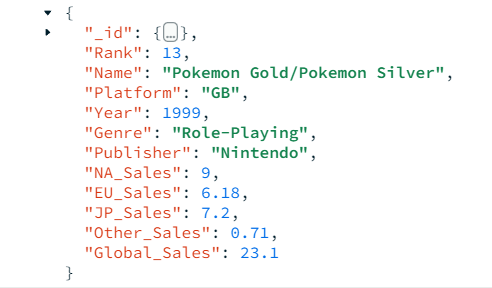 {
"_id": {...},
"Rank": 13,
"Name": "Pokemon Gold/Pokemon Silver",
"Platform": "GB",
"Year": 1999,
"Genre": "Role-Playing",
"Publisher": "Nintendo",
"NA_Sales": 9,
"EU_Sales": 6.18,
"JP_Sales": 7.2,
"Other_Sales": 0.71,
"Global_Sales": 23.1
}